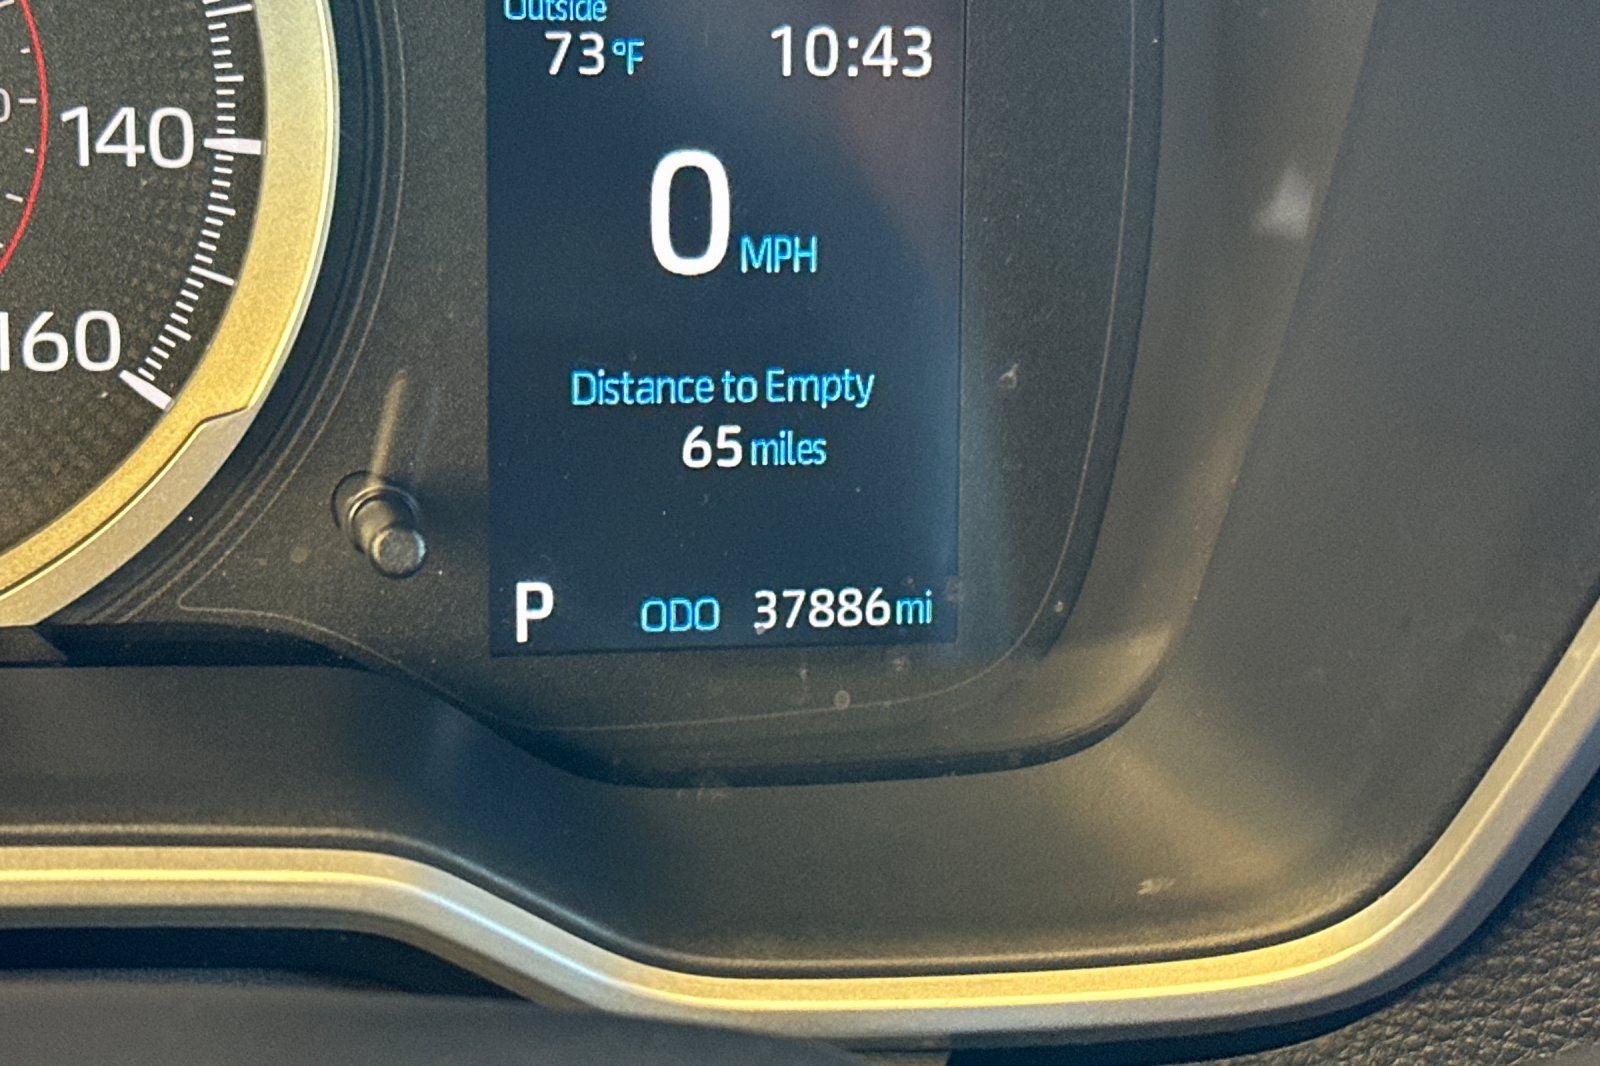 Outside
73°F 10:43
140
0 MPH
160
Distance to Empty
65 miles
P ODO 37886 mi